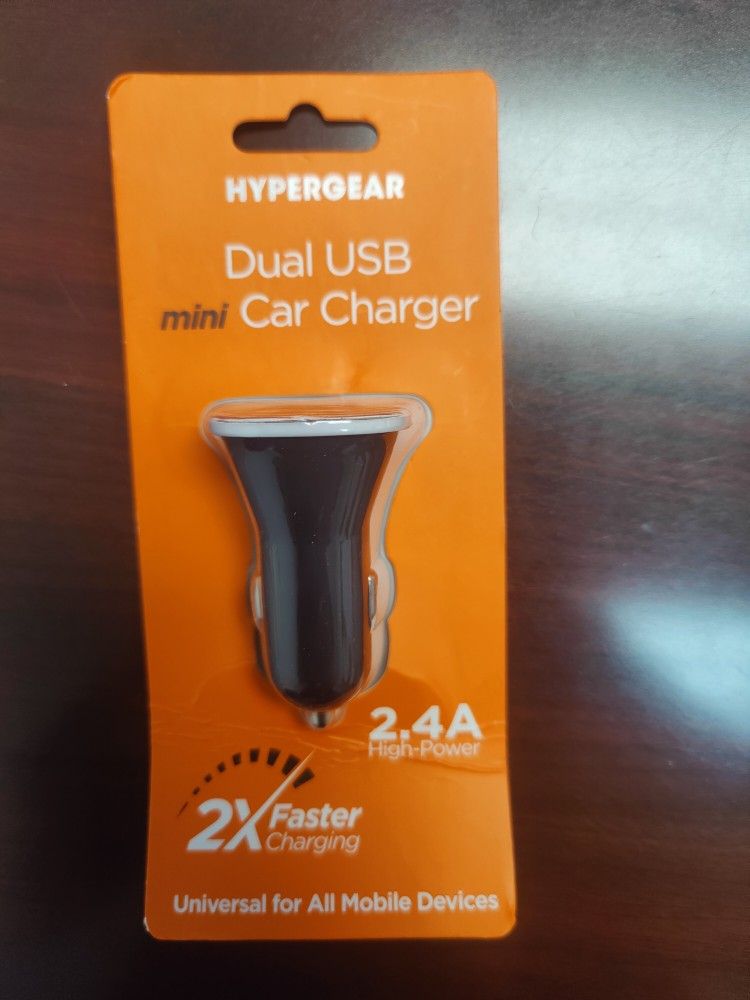 HYPERGEAR
Dual USB
mini Car Charger
2.4A
High-Power
2X Faster
Charging
Universal for All Mobile Devices